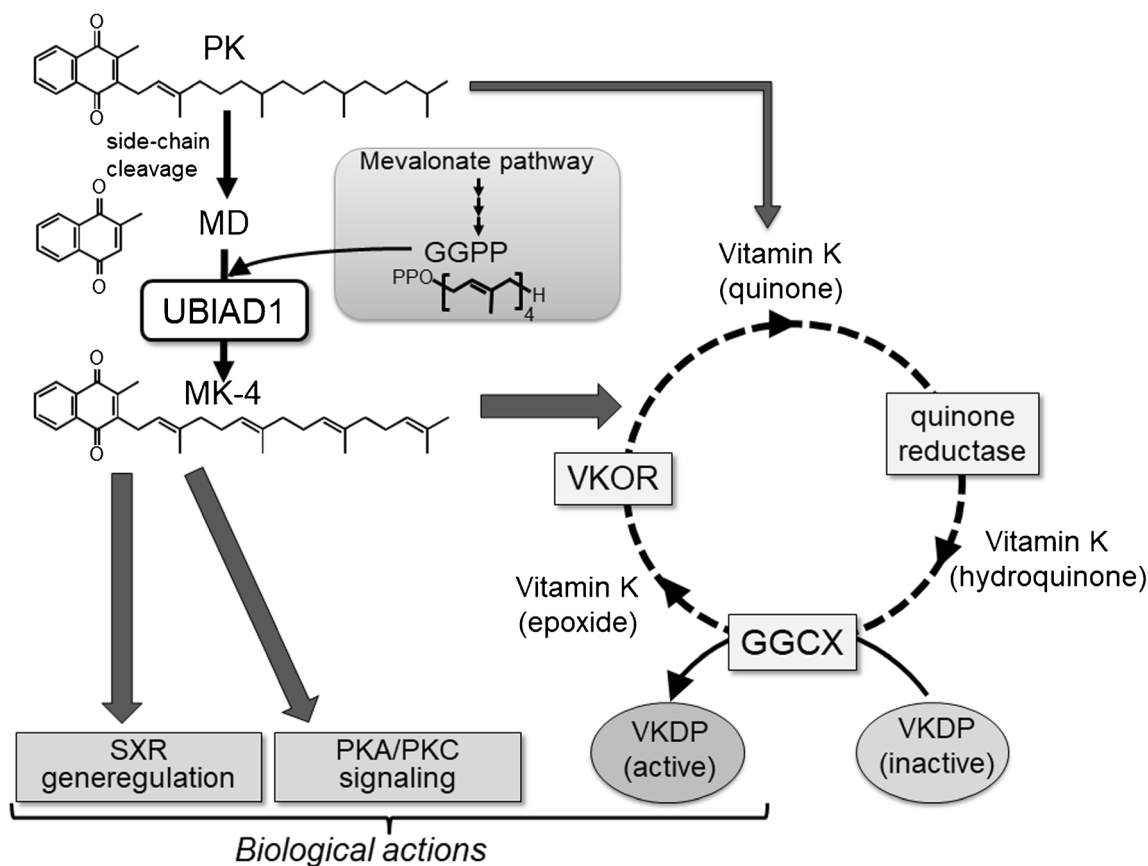 O
PK
O
side-chain
cleavage
Mevalonate pathway
O
MD
O
GGPP
PPO
H
4
UBIAD1
O
MK-4
O
Vitamin K
(quinone)
quinone
reductase
VKOR
Vitamin K
(hydroquinone)
Vitamin K
(epoxide)
GGCX
VKDP
(active)
VKDP
(inactive)
SXR
generegulation
PKA/PKC
signaling
Biological actions